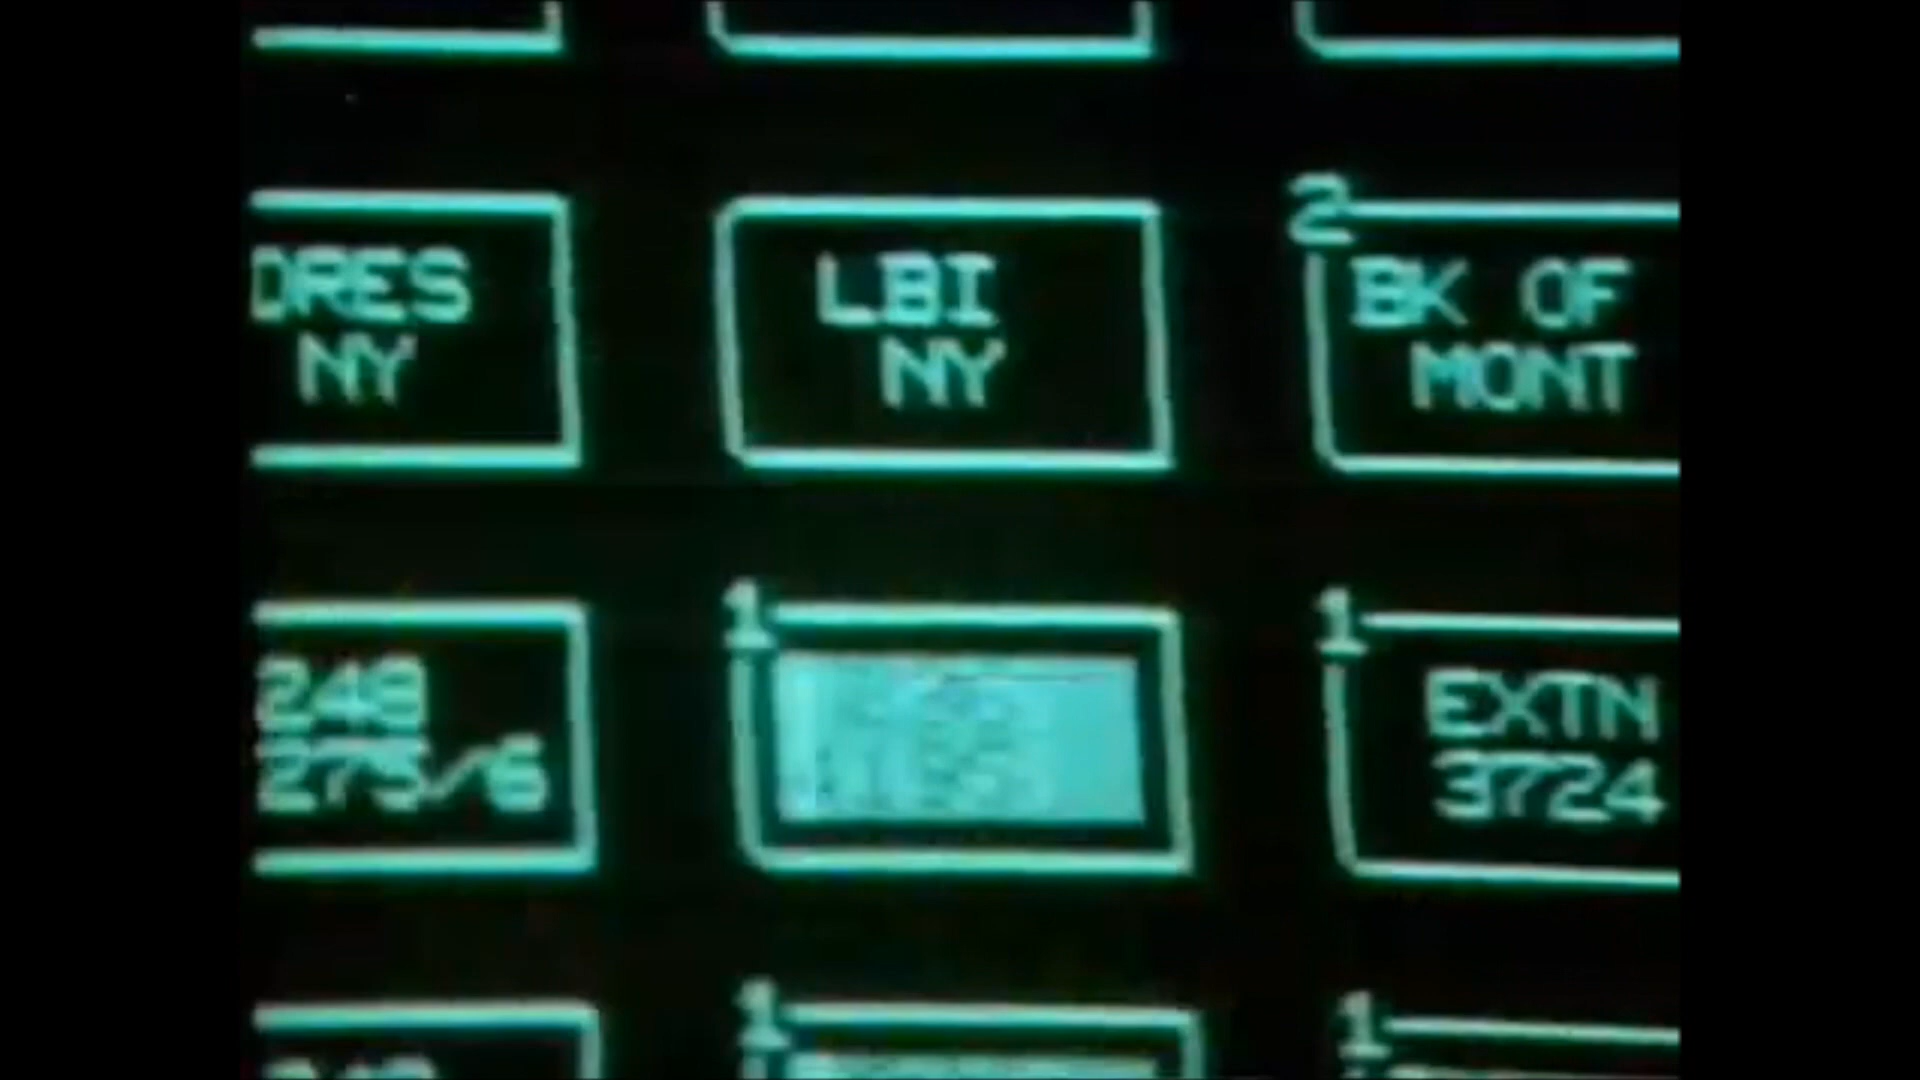 DRES
NY
LBI
NY
2
BK OF
MONT
248
275/6
1
1
EXTN
3724
1
1